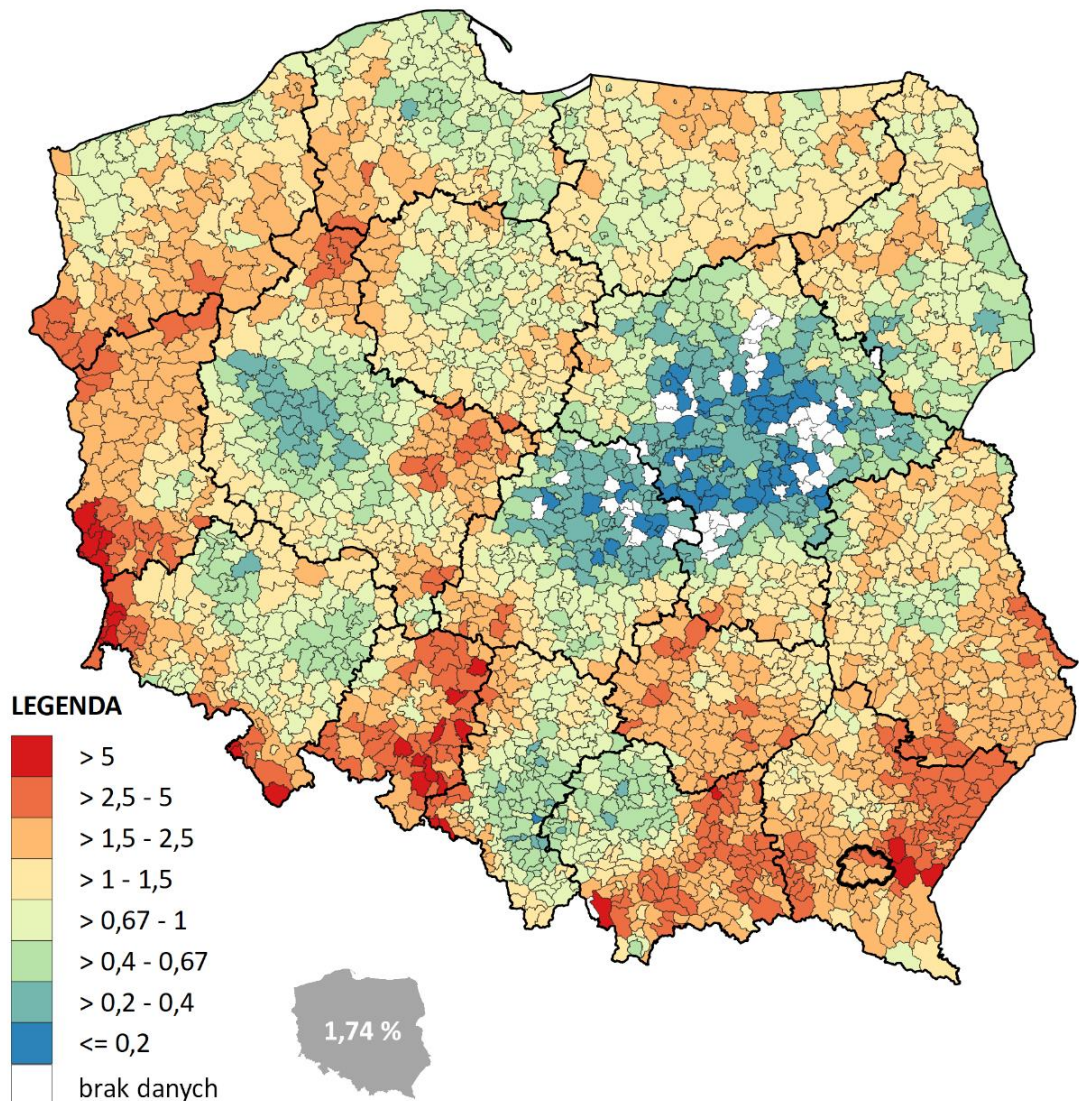 LEGENDA
> 5
> 2,5 - 5
> 1,5 - 2,5
> 1 - 1,5
> 0,67 - 1
> 0,4 - 0,67
> 0,2 - 0,4
<= 0,2
brak danych
1,74 %